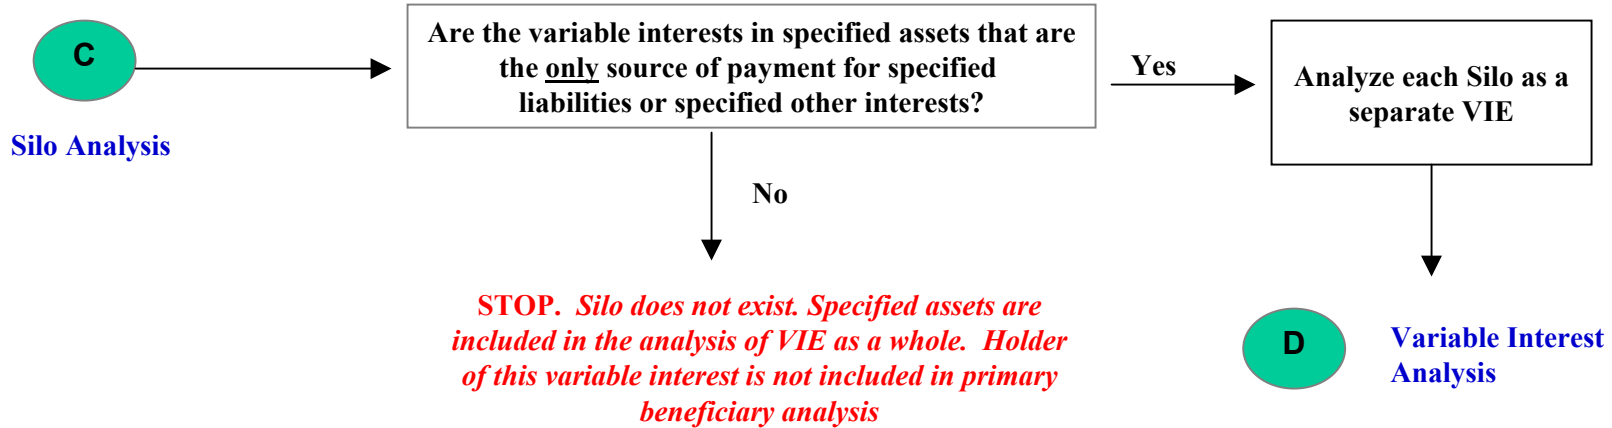 C
Silo Analysis
Are the variable interests in specified assets that are
the only source of payment for specified
liabilities or specified other interests?
Yes
Analyze each Silo as a
separate VIE
No
STOP. Silo does not exist. Specified assets are
included in the analysis of VIE as a whole. Holder
of this variable interest is not included in primary
beneficiary analysis
D
Variable Interest
Analysis